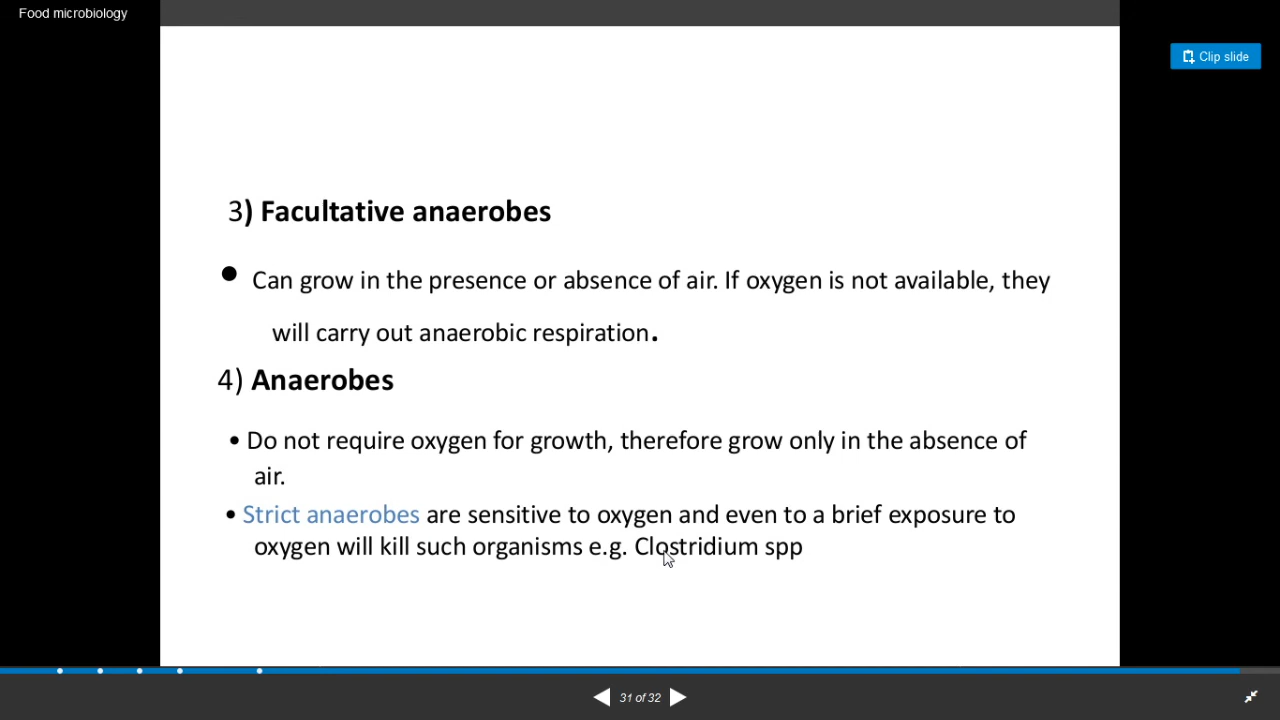 Food microbiology
Clip slide
3) Facultative anaerobes
• Can grow in the presence or absence of air. If oxygen is not available, they
will carry out anaerobic respiration.
4) Anaerobes
• Do not require oxygen for growth, therefore grow only in the absence of
air.
• Strict anaerobes are sensitive to oxygen and even to a brief exposure to
oxygen will kill such organisms e.g. Clostridium spp
31 of 32